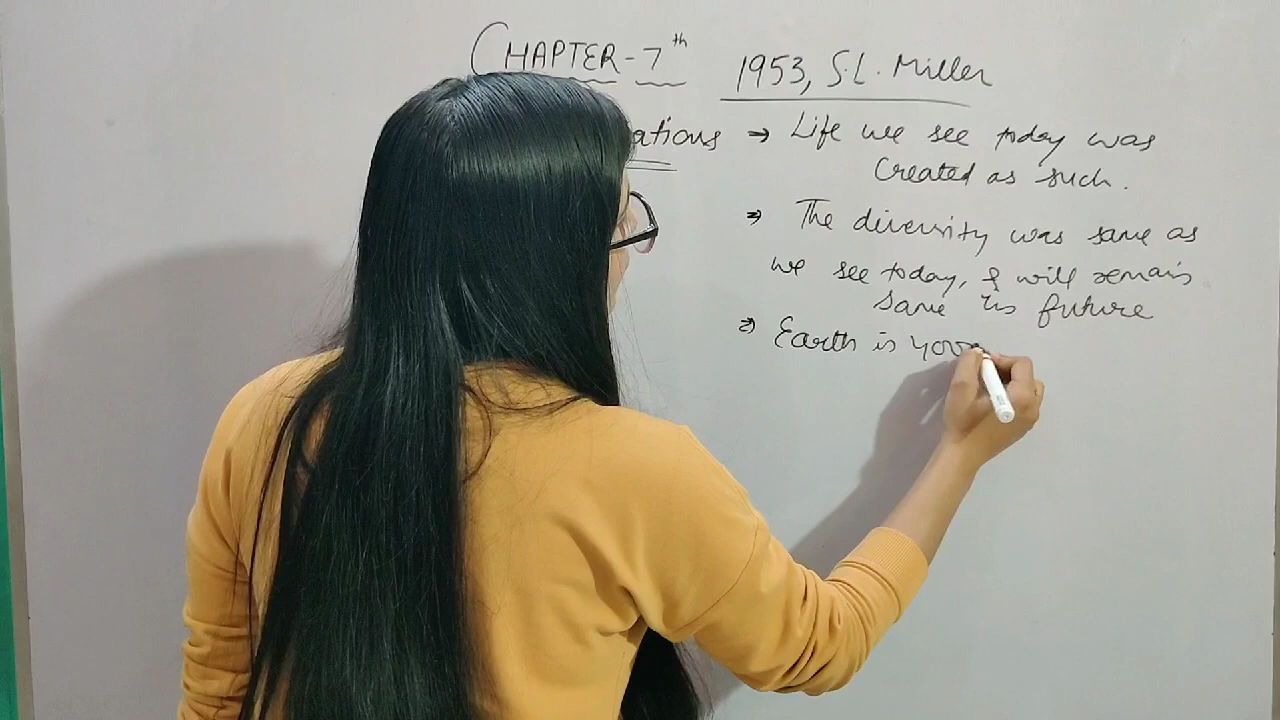 CHAPTER-7th
1953, S.L. Miller
ations → Life we see today was
Created as such.
→ The diversity was same as
we see today, & will remain
same in future
→ Earth is youn